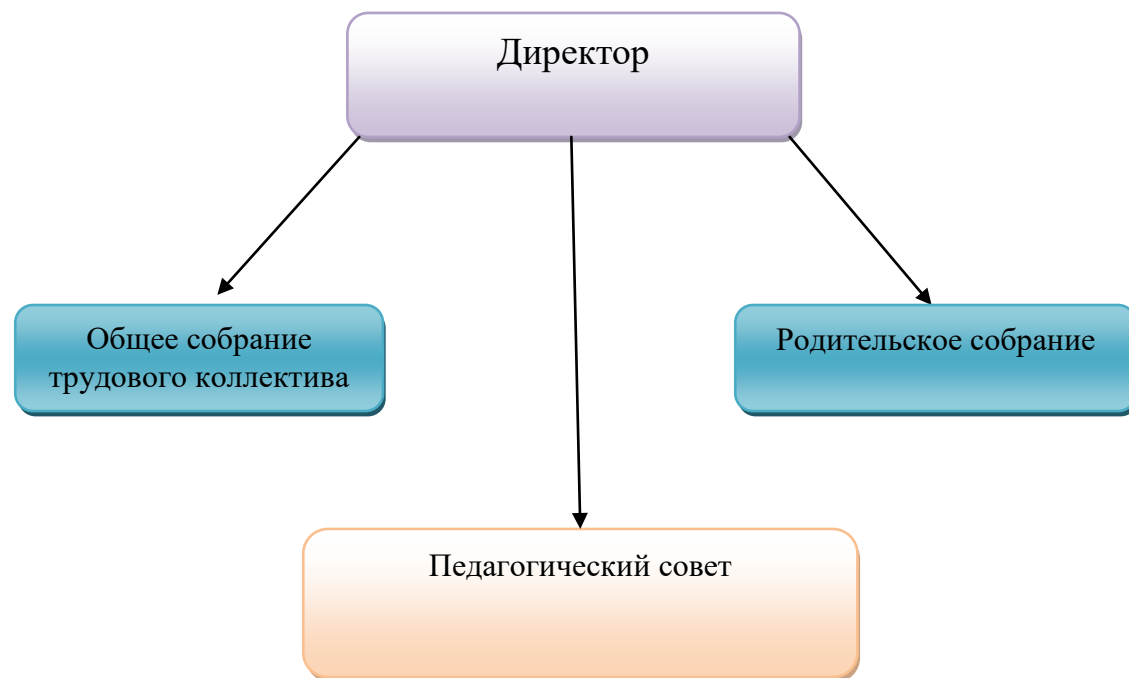 Директор
Общее собрание
трудового коллектива
Родительское собрание
Педагогический совет